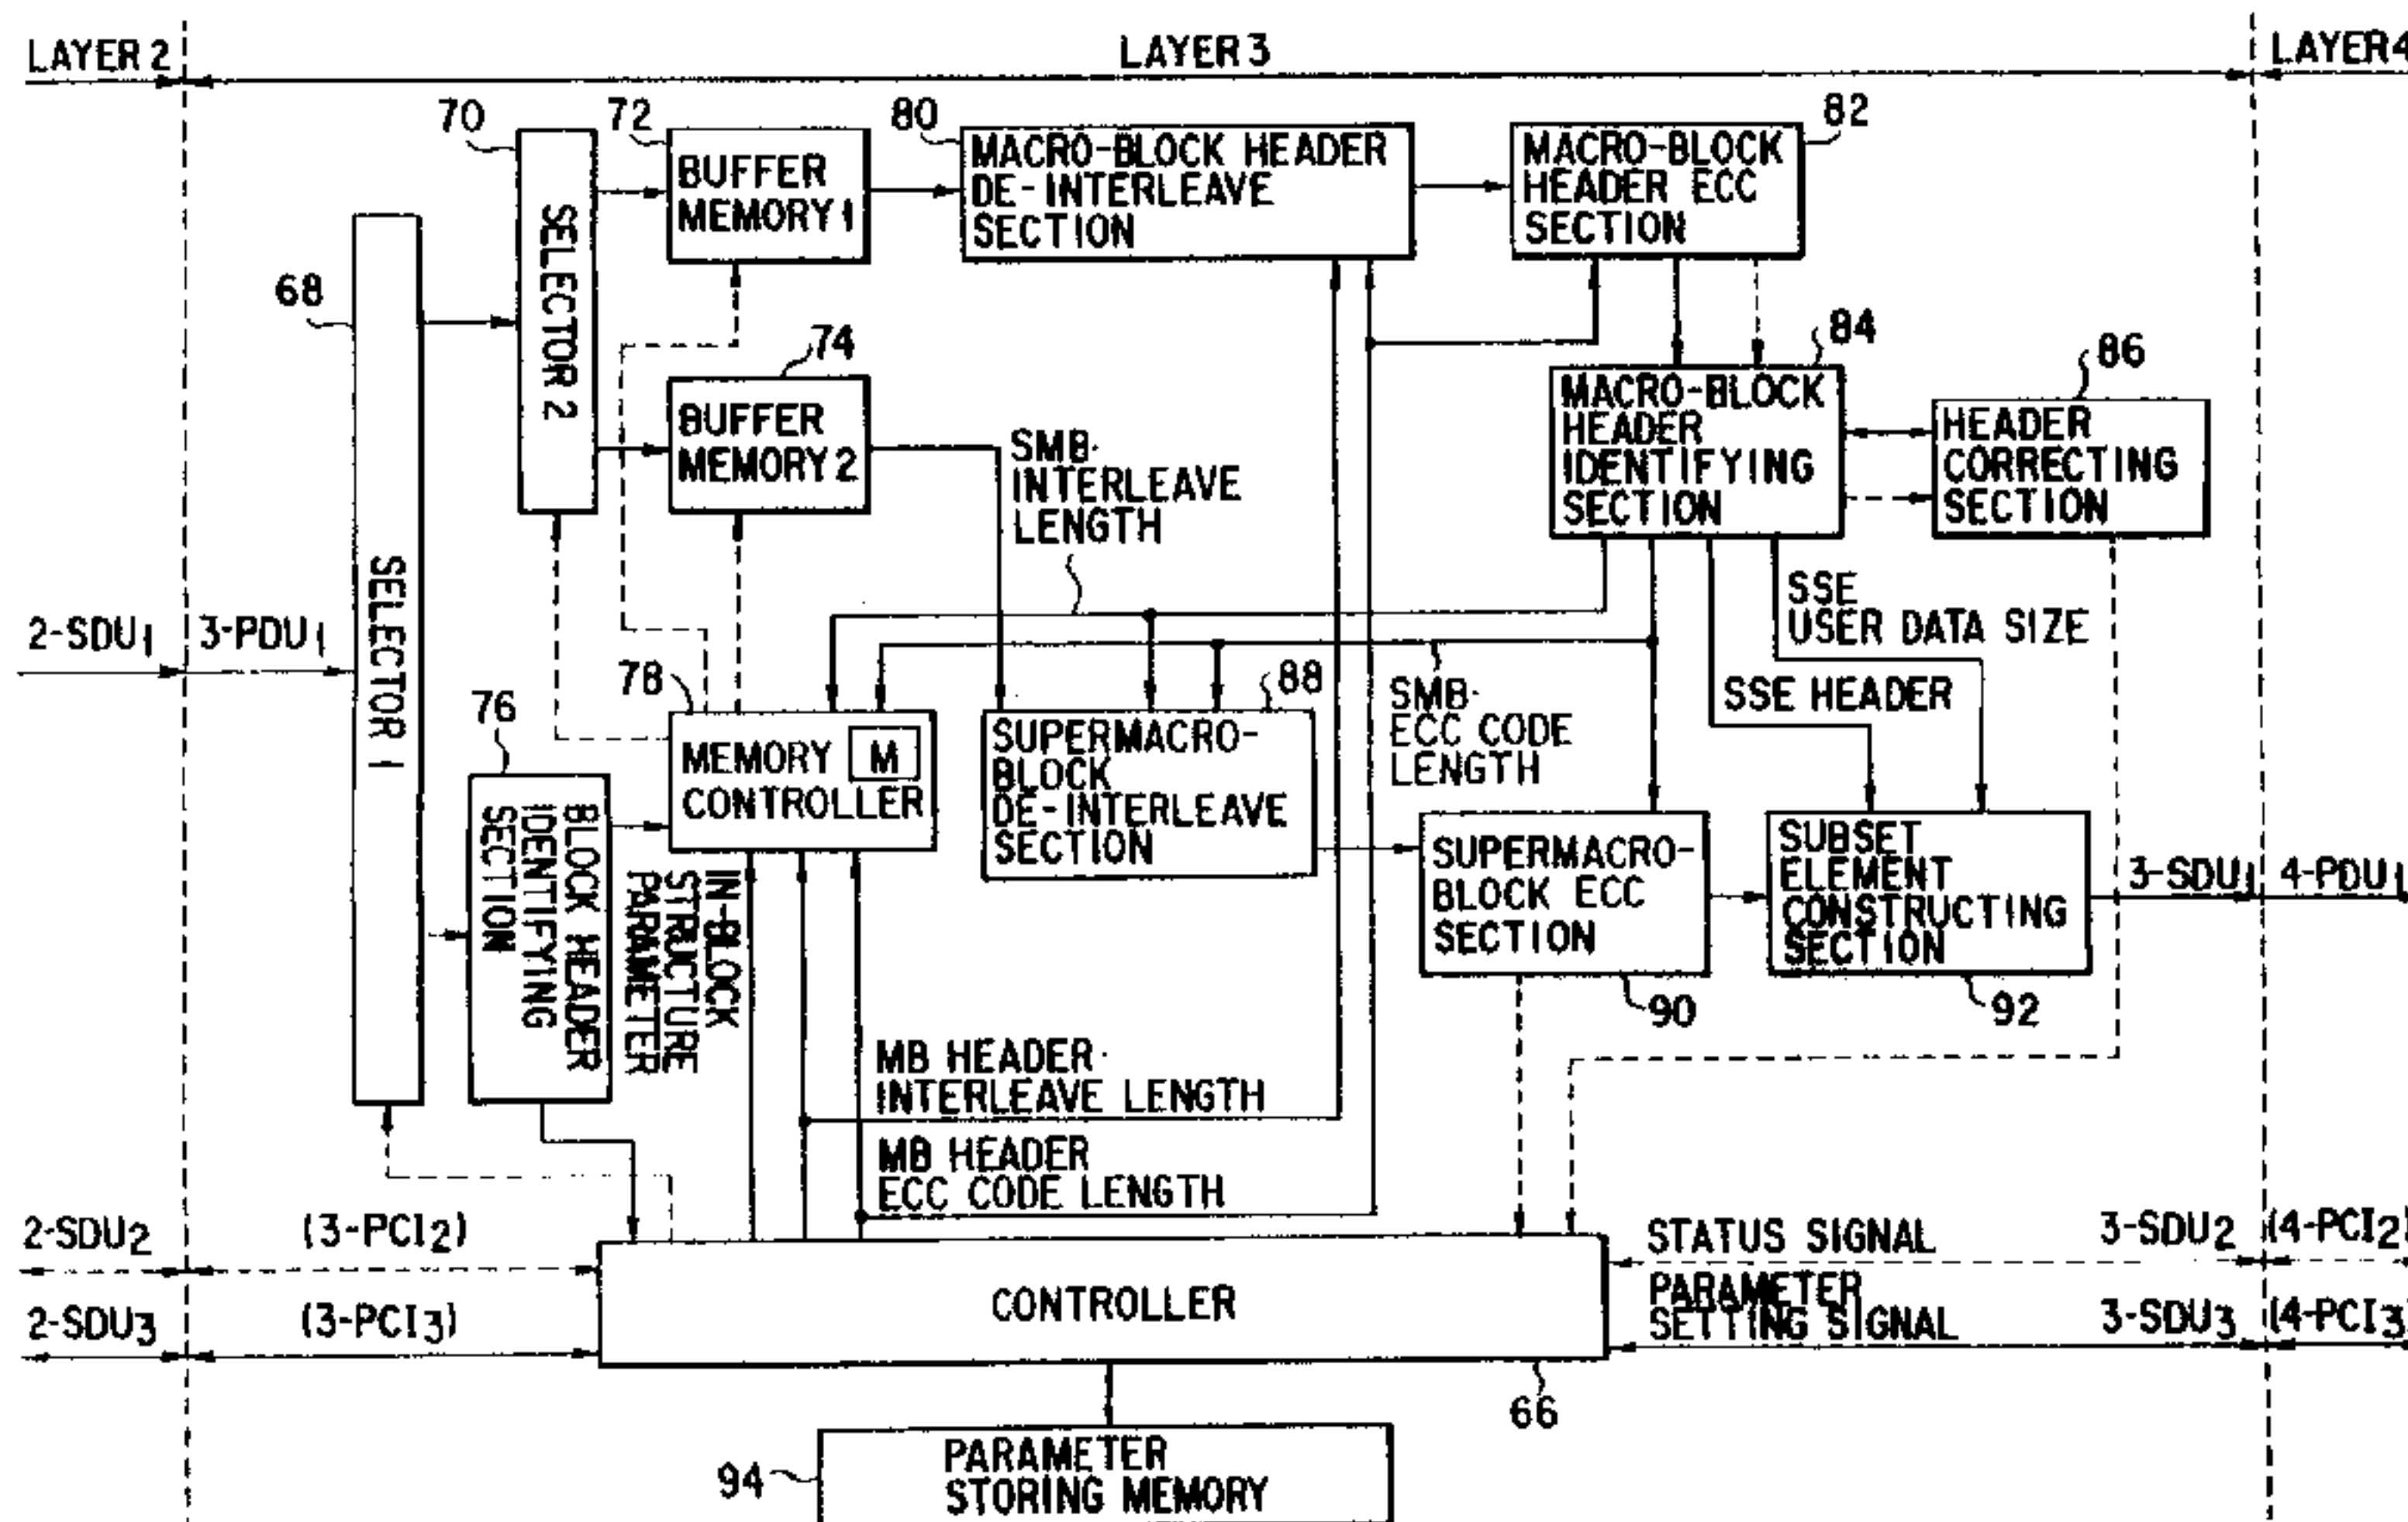 LAYER 2
LAYER 3
LAYER 4
70
72
80
82
SELECTOR 2
BUFFER
MEMORY 1
MACRO-BLOCK HEADER
DE-INTERLEAVE
SECTION
MACRO-BLOCK
HEADER ECC
SECTION
68
SELECTOR 1
74
BUFFER
MEMORY 2
SMB
INTERLEAVE
LENGTH
84
MACRO-BLOCK
HEADER
IDENTIFYING
SECTION
86
HEADER
CORRECTING
SECTION
SSE
USER DATA SIZE
2-SDU1
3-PDU1
76
78
88
SMB
ECC CODE
LENGTH
SSE HEADER
BLOCK HEADER
IDENTIFYING
SECTION
MEMORY
CONTROLLER
M
SUPERMACRO-
BLOCK
DE-INTERLEAVE
SECTION
SUPERMACRO-
BLOCK ECC
SECTION
90
SUBSET
ELEMENT
CONSTRUCTING
SECTION
92
3-SDU1
4-PDU1
IN-BLOCK
STRUCTURE
PARAMETER
MB HEADER
INTERLEAVE LENGTH
MB HEADER
ECC CODE LENGTH
2-SDU2
(3-PCI2)
STATUS SIGNAL
3-SDU2
(4-PCI2)
2-SDU3
(3-PCI3)
CONTROLLER
PARAMETER
SETTING SIGNAL
3-SDU3
(4-PCI3)
66
94
PARAMETER
STORING MEMORY